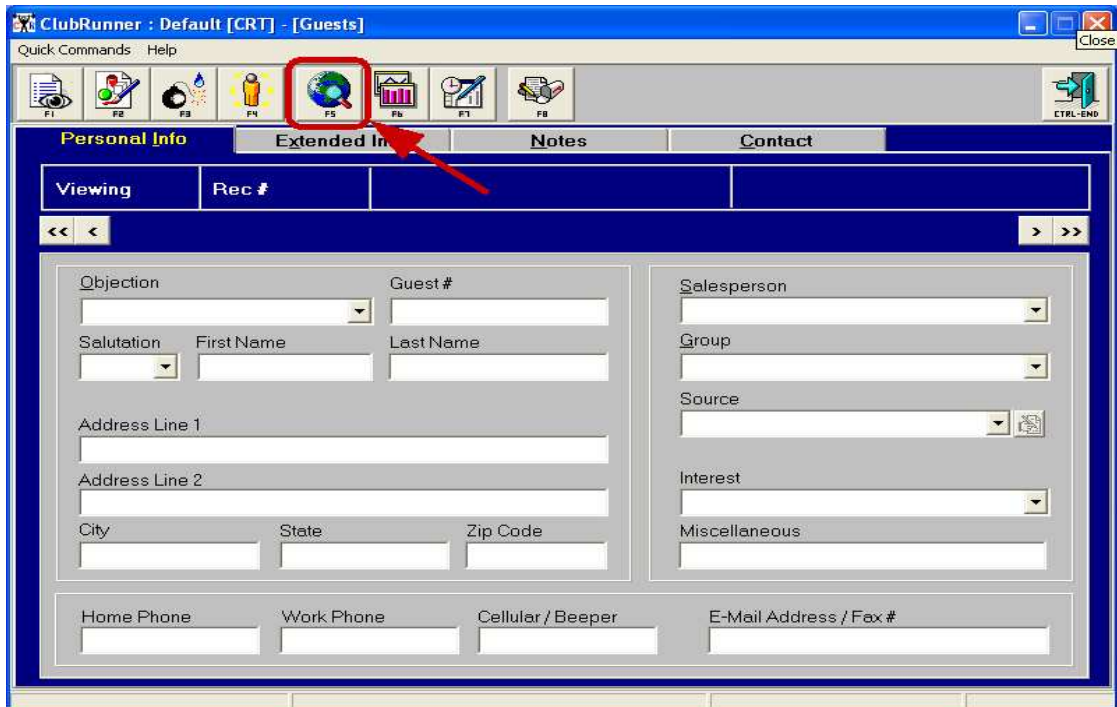 ClubRunner : Default [CRT] - [Guests]
Close
Quick Commands Help
F1 F2 F3 F4 F5 F6 F7 F8 CTRL-END
Personal Info Extended In Notes Contact
Viewing Rec #
<< < > >>
Objection Guest # Salesperson
Salutation First Name Last Name Group
Source
Address Line 1
Address Line 2 Interest
City State Zip Code Miscellaneous
Home Phone Work Phone Cellular / Beeper E-Mail Address / Fax #